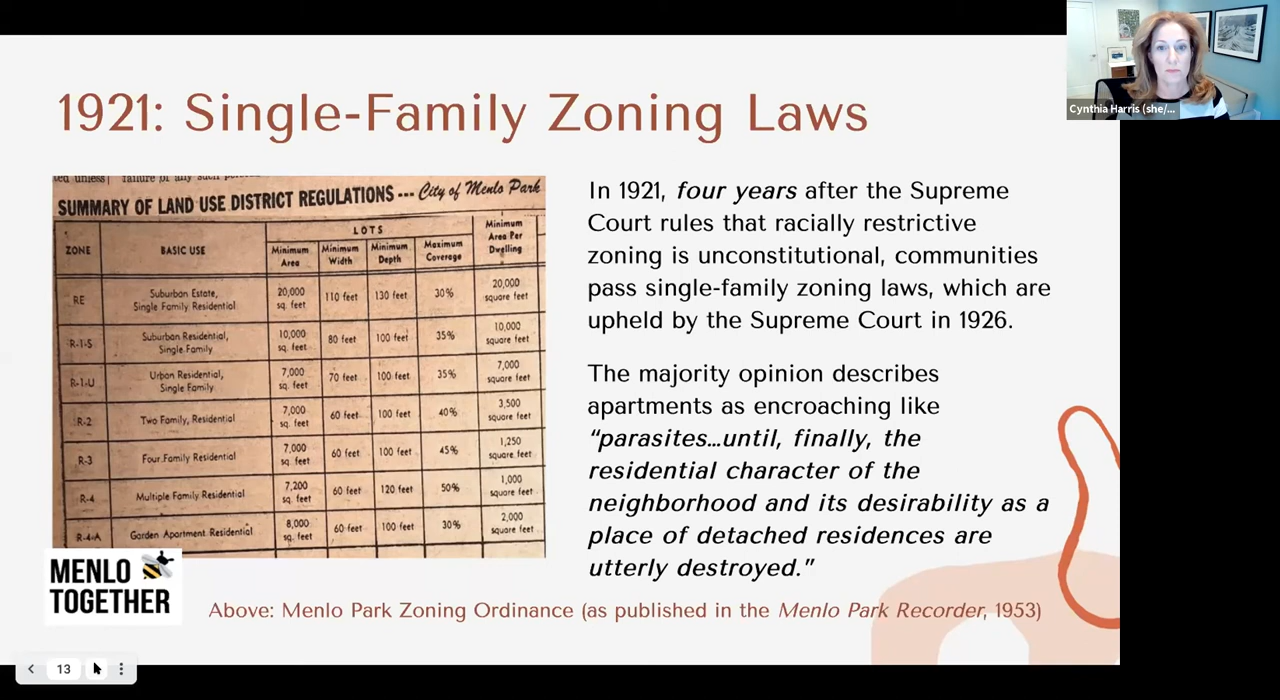 Cynthia Harris (she/...
1921: Single-Family Zoning Laws
ed unless failure of any such
SUMMARY OF LAND USE DISTRICT REGULATIONS --- City of Menlo Park
ZONE BASIC USE LOTS Minimum Area Per Dwelling
Minimum Area Minimum Width Minimum Depth Maximum Coverage
RE Suburban Estate, Single Family Residential 20,000 sq. feet 110 feet 130 feet 30% 20,000 square feet
R-1-S Suburban Residential, Single Family 10,000 sq. feet 80 feet 100 feet 35% 10,000 square feet
R-1-U Urban Residential, Single Family 7,000 sq. feet 70 feet 100 feet 35% 7,000 square feet
R-2 Two Family, Residential 7,000 sq. feet 60 feet 100 feet 40% 3,500 square feet
R-3 Four Family Residential 7,000 sq. feet 60 feet 100 feet 45% 1,250 square feet
R-4 Multiple Family Residential 7,200 sq. feet 60 feet 120 feet 50% 1,000 square feet
R-4-A Garden Apartment Residential 8,000 sq. feet 60 feet 100 feet 30% 2,000 square feet
In 1921, four years after the Supreme
Court rules that racially restrictive
zoning is unconstitutional, communities
pass single-family zoning laws, which are
upheld by the Supreme Court in 1926.
The majority opinion describes
apartments as encroaching like
“parasites…until, finally, the
residential character of the
neighborhood and its desirability as a
place of detached residences are
utterly destroyed.”
MENLO
TOGETHER
Above: Menlo Park Zoning Ordinance (as published in the Menlo Park Recorder, 1953)
13